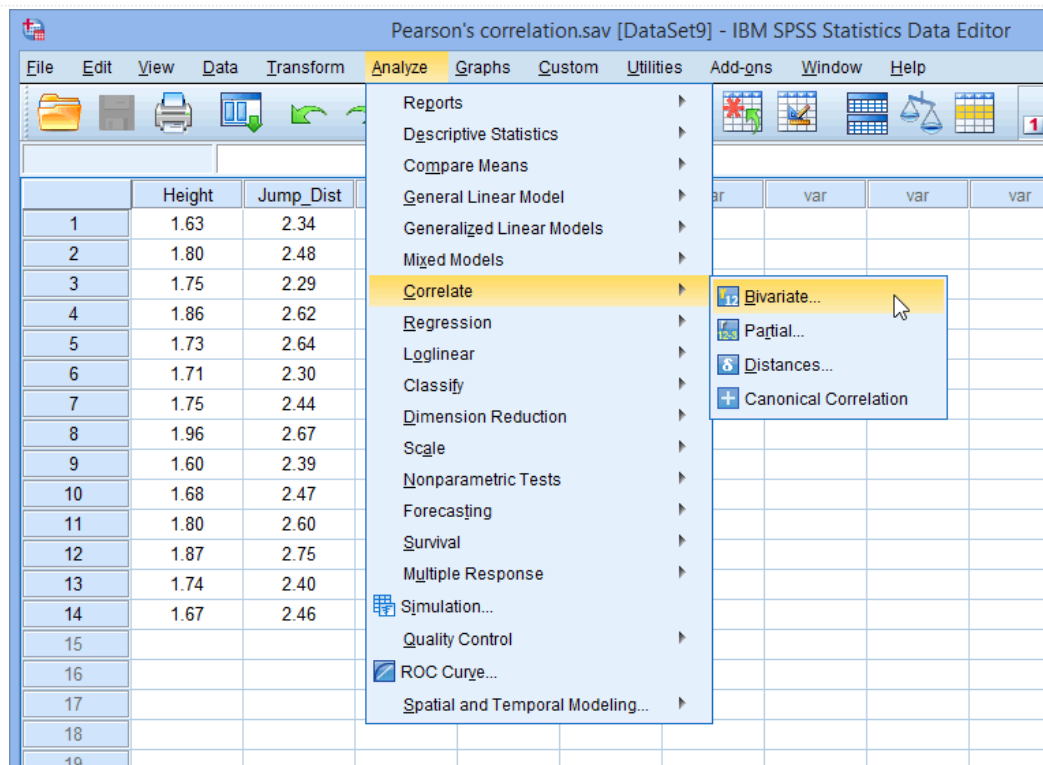 Pearson's correlation.sav [DataSet9] - IBM SPSS Statistics Data Editor
File Edit View Data Transform Analyze Graphs Custom Utilities Add-ons Window Help
1
Height Jump_Dist var var var
1 1.63 2.34
2 1.80 2.48
3 1.75 2.29
4 1.86 2.62
5 1.73 2.64
6 1.71 2.30
7 1.75 2.44
8 1.96 2.67
9 1.60 2.39
10 1.68 2.47
11 1.80 2.60
12 1.87 2.75
13 1.74 2.40
14 1.67 2.46
15
16
17
18
19
Reports
Descriptive Statistics
Compare Means
General Linear Model
Generalized Linear Models
Mixed Models
Correlate
Regression
Loglinear
Classify
Dimension Reduction
Scale
Nonparametric Tests
Forecasting
Survival
Multiple Response
Simulation...
Quality Control
ROC Curve...
Spatial and Temporal Modeling...
Bivariate...
Partial...
Distances...
Canonical Correlation